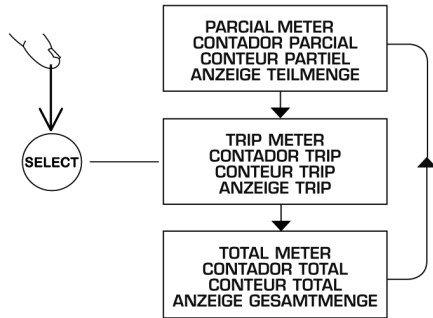 PARCIAL METER
CONTADOR PARCIAL
CONTEUR PARTIEL
ANZEIGE TEILMENGE
SELECT
TRIP METER
CONTADOR TRIP
CONTEUR TRIP
ANZEIGE TRIP
TOTAL METER
CONTADOR TOTAL
CONTEUR TOTAL
ANZEIGE GESAMTMENGE